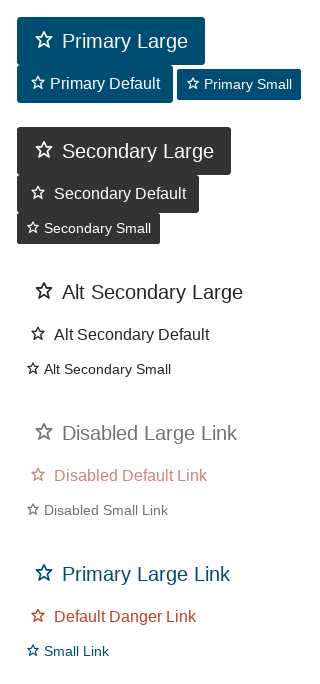 Primary Large
Primary Default Primary Small
Secondary Large
Secondary Default
Secondary Small
Alt Secondary Large
Alt Secondary Default
Alt Secondary Small
Disabled Large Link
Disabled Default Link
Disabled Small Link
Primary Large Link
Default Danger Link
Small Link